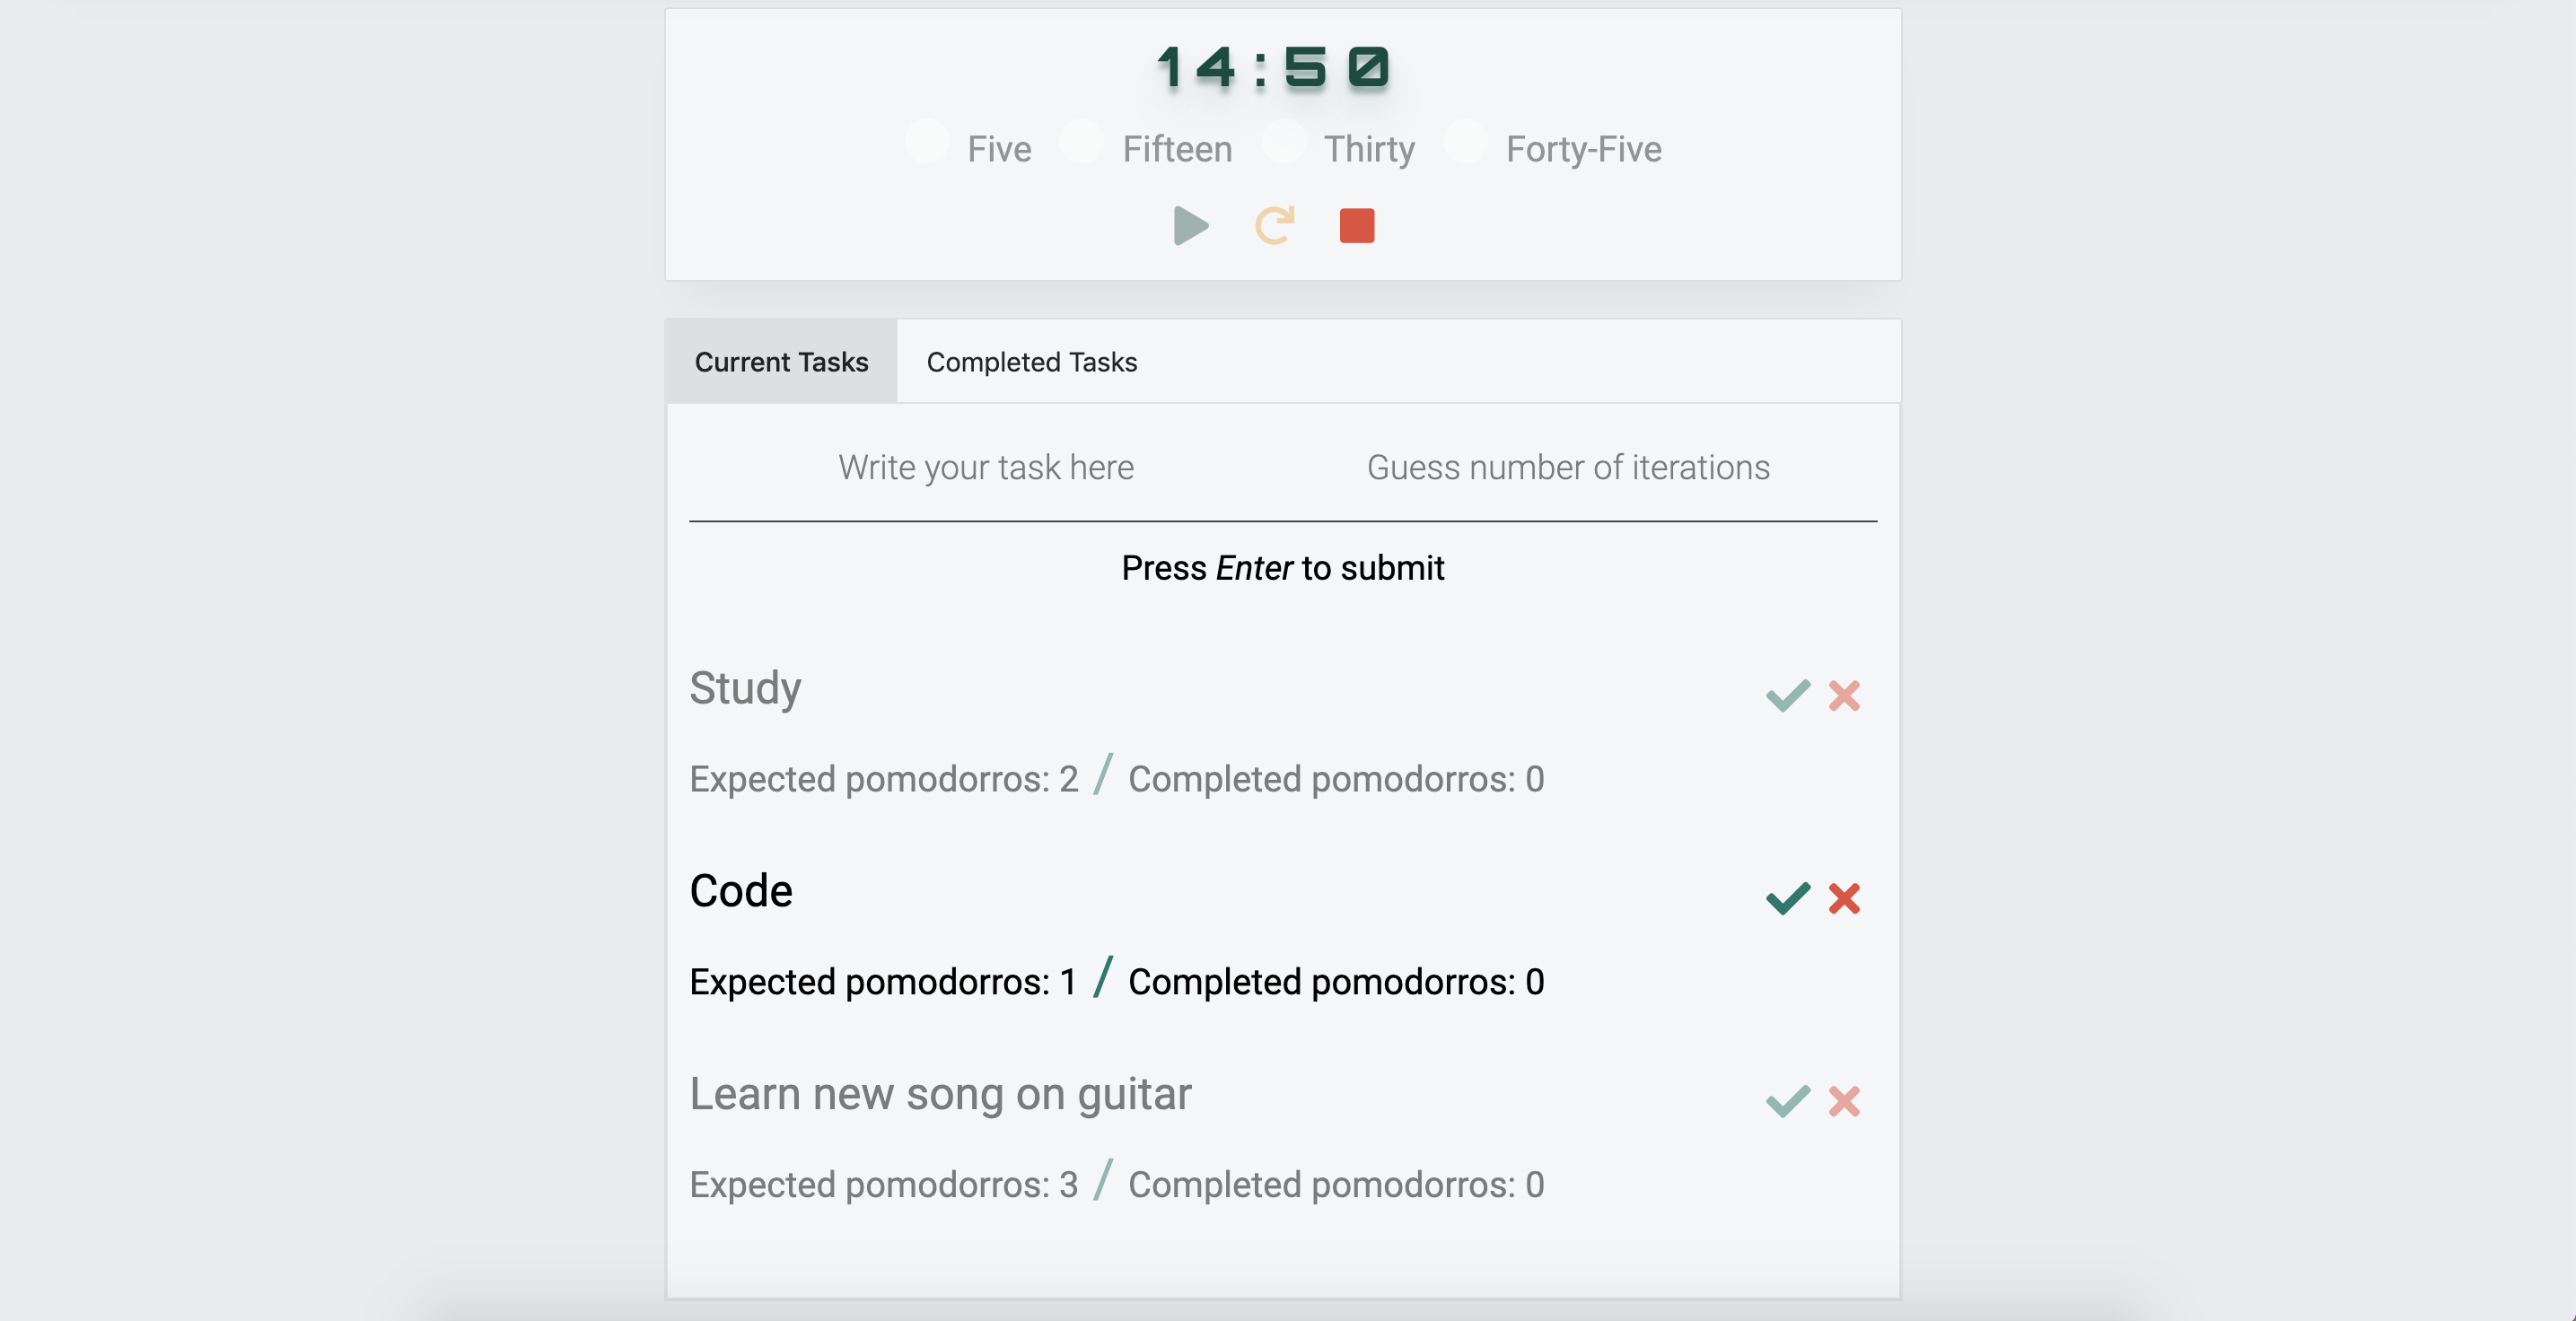 14:50
Five Fifteen Thirty Forty-Five
Current Tasks Completed Tasks
Write your task here Guess number of iterations
Press Enter to submit
Study
Expected pomodorros: 2 / Completed pomodorros: 0
Code
Expected pomodorros: 1 / Completed pomodorros: 0
Learn new song on guitar
Expected pomodorros: 3 / Completed pomodorros: 0